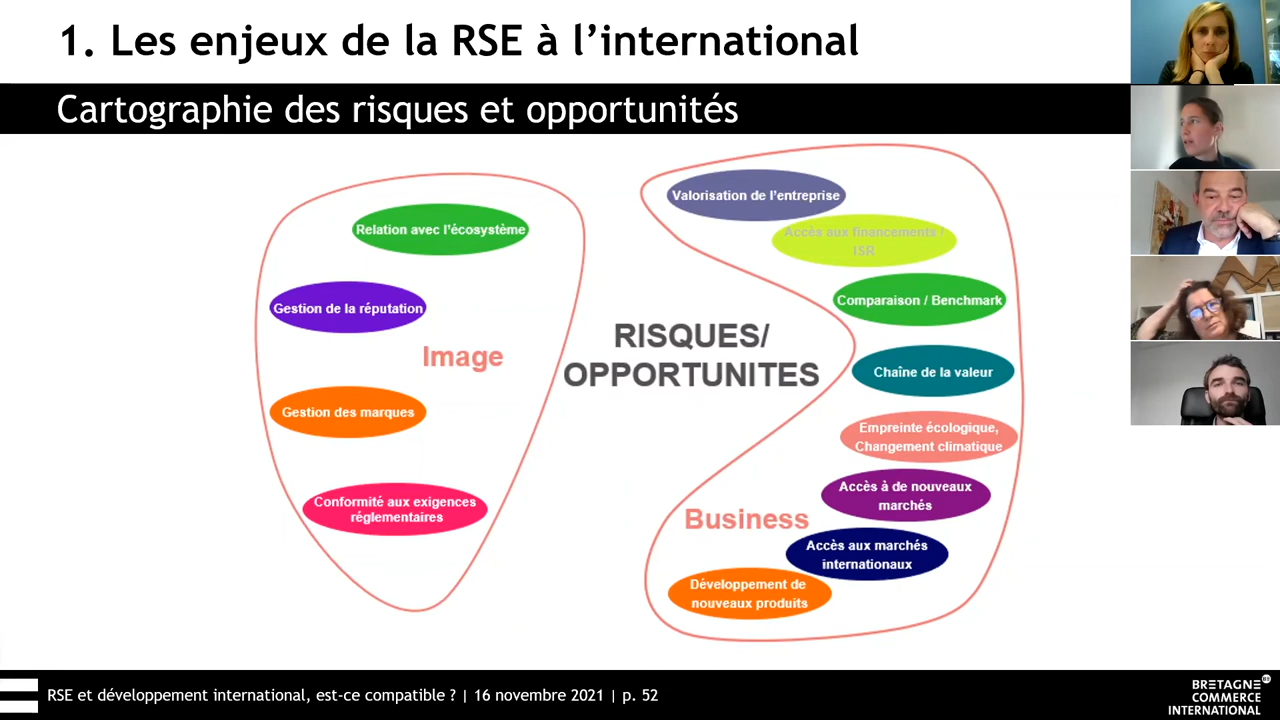 1. Les enjeux de la RSE à l’international
Cartographie des risques et opportunités
Relation avec l’écosystème
Gestion de la réputation
Image
Gestion des marques
Conformité aux exigences
réglementaires
RISQUES/
OPPORTUNITES
Valorisation de l’entreprise
Accès aux financements /
ISR
Comparaison / Benchmark
Chaîne de la valeur
Empreinte écologique,
Changement climatique
Accès à de nouveaux
marchés
Business
Accès aux marchés
internationaux
Développement de
nouveaux produits
RSE et développement international, est-ce compatible ? | 16 novembre 2021 | p. 52
BRETAGNE
COMMERCE
INTERNATIONAL